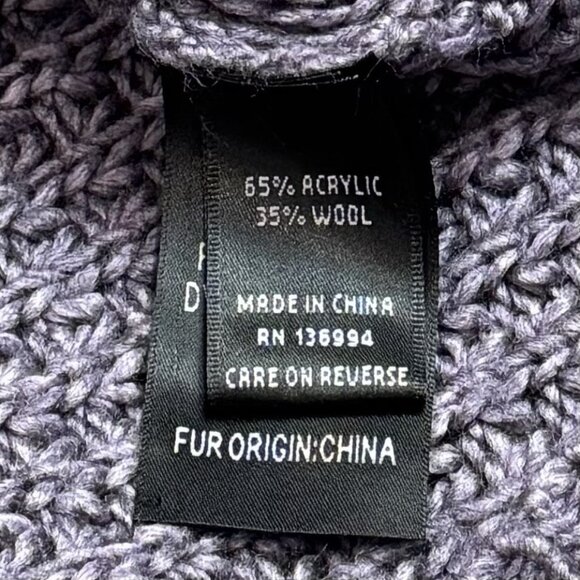 65% ACRYLIC
35% WOOL
MADE IN CHINA
RN 136994
CARE ON REVERSE
FUR ORIGIN:CHINA